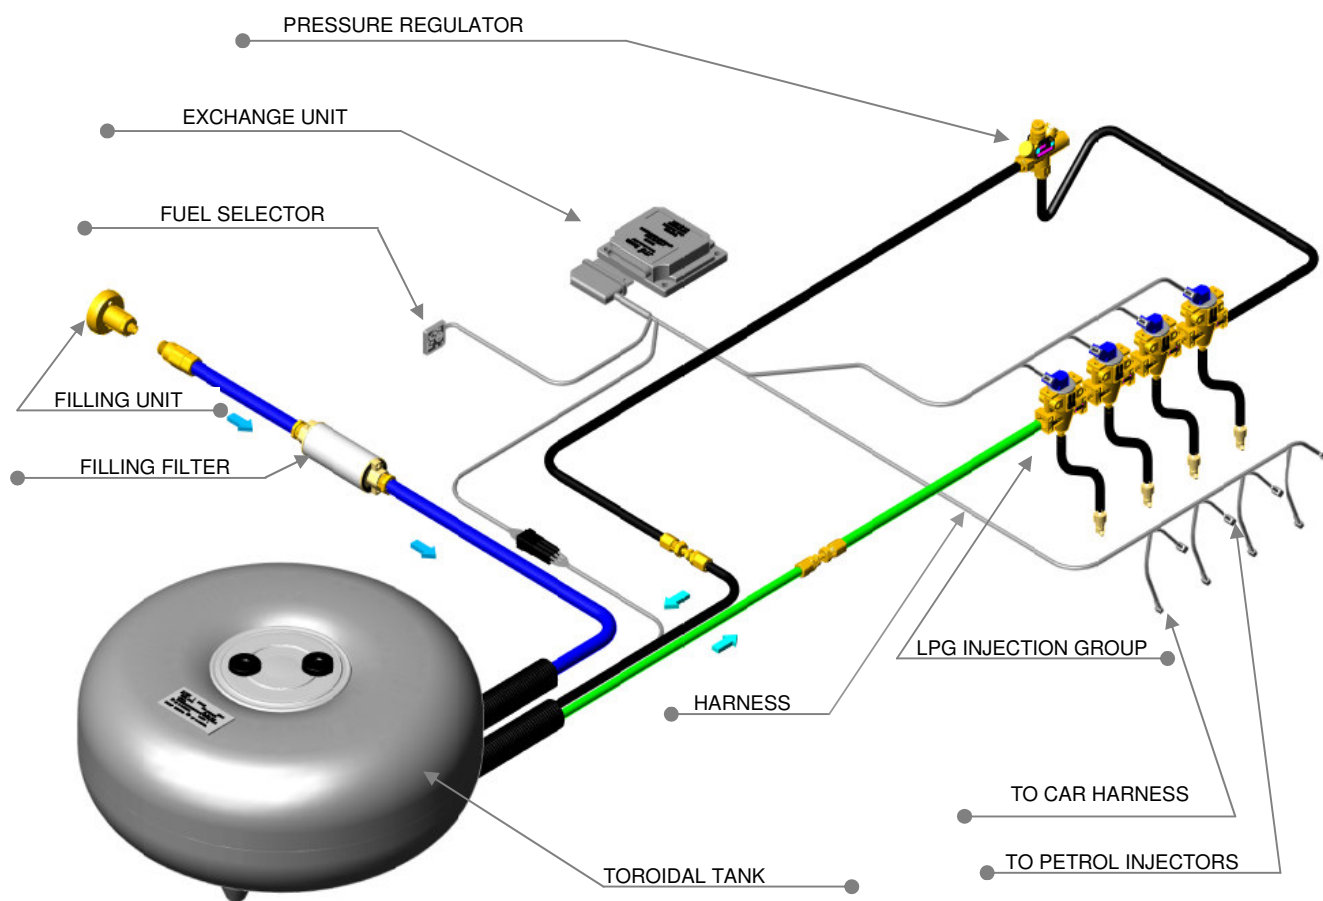 PRESSURE REGULATOR
EXCHANGE UNIT
FUEL SELECTOR
FILLING UNIT
FILLING FILTER
LPG INJECTION GROUP
HARNESS
TO CAR HARNESS
TO PETROL INJECTORS
TOROIDAL TANK